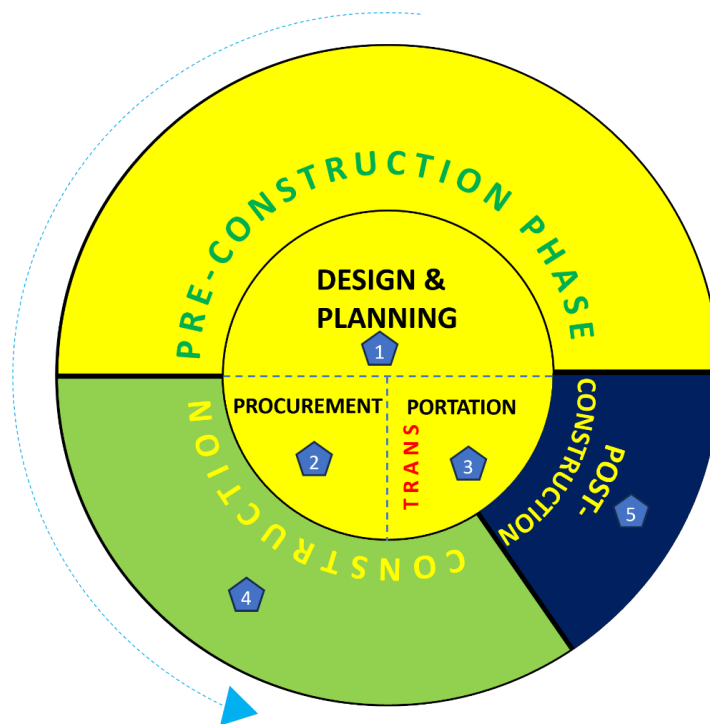 PRE-CONSTRUCTION PHASE
DESIGN &
PLANNING
1
PROCUREMENT
2
TRANS
PORTATION
3
CONSTRUCTION
4
POST-
CONSTRUCTION
5